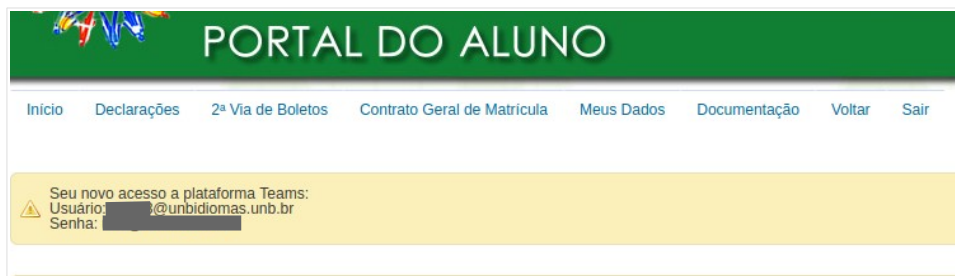 PORTAL DO ALUNO
Início Declarações 2ª Via de Boletos Contrato Geral de Matrícula Meus Dados Documentação Voltar Sair
Seu novo acesso a plataforma Teams:
Usuário: @unbidiomas.unb.br
Senha: